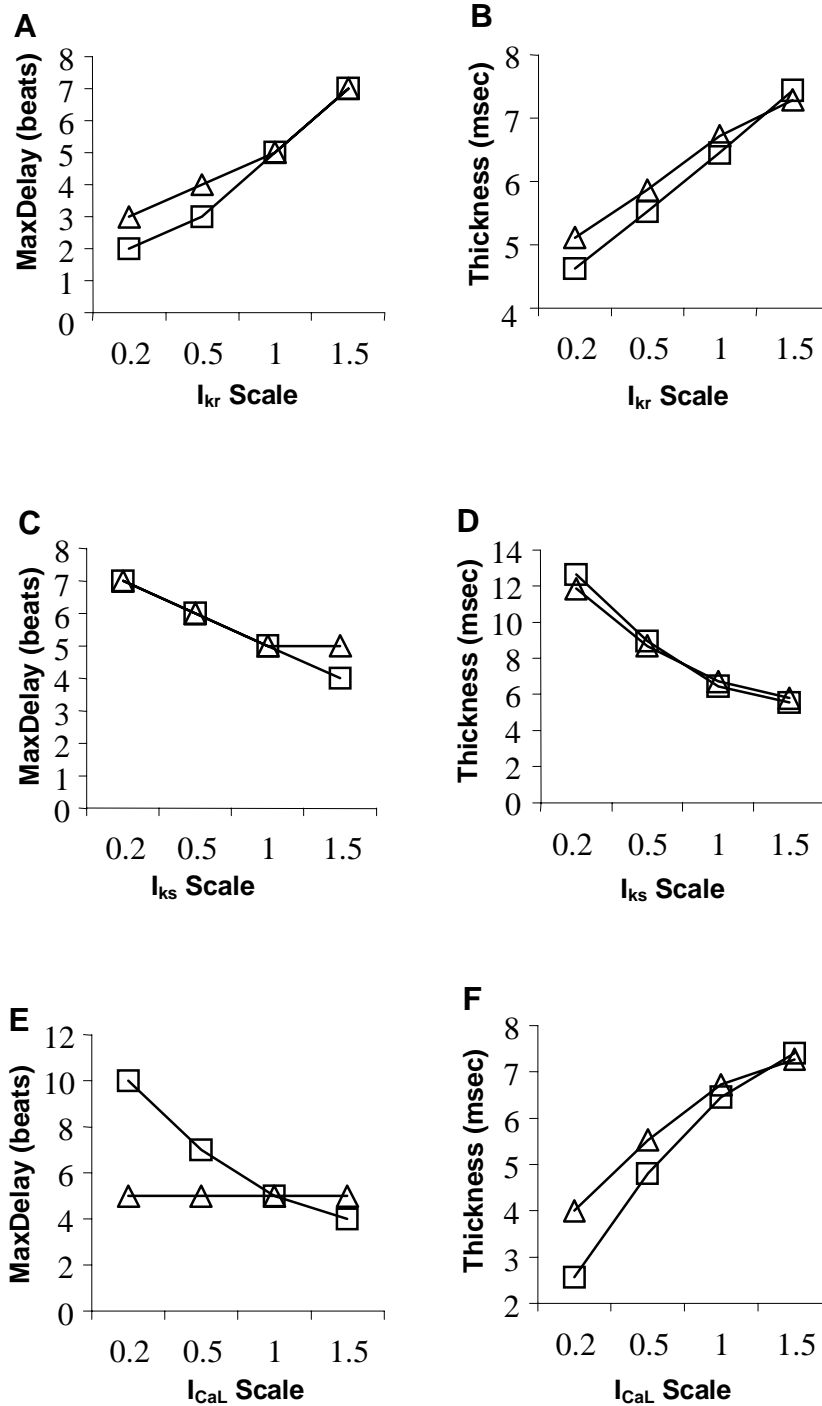 A
MaxDelay (beats)
8
7
6
5
4
3
2
1
0
0.2 0.5 1 1.5
Ikr Scale
B
Thickness (msec)
8
7
6
5
4
0.2 0.5 1 1.5
Ikr Scale
C
MaxDelay (beats)
8
7
6
5
4
3
2
1
0
0.2 0.5 1 1.5
Iks Scale
D
Thickness (msec)
14
12
10
8
6
4
2
0
0.2 0.5 1 1.5
Iks Scale
E
MaxDelay (beats)
12
10
8
6
4
2
0
0.2 0.5 1 1.5
ICaL Scale
F
Thickness (msec)
8
7
6
5
4
3
2
0.2 0.5 1 1.5
ICaL Scale